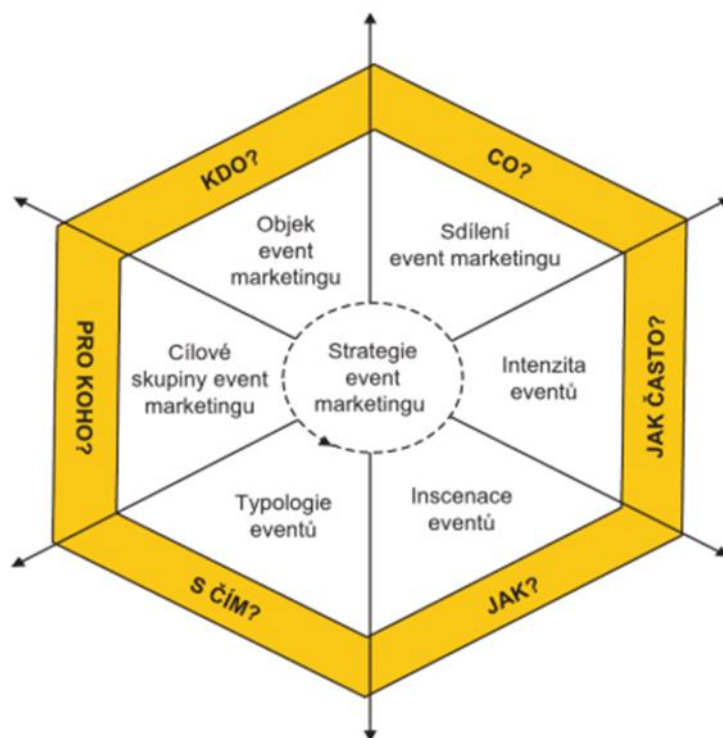 KDO?
CO?
Objek
event
marketingu
Sdílení
event marketingu
PRO KOHO?
Cílové
skupiny event
marketingu
Strategie
event
marketingu
Intenzita
eventů
JAK ČASTO?
Typologie
eventů
Inscenace
eventů
S ČÍM?
JAK?